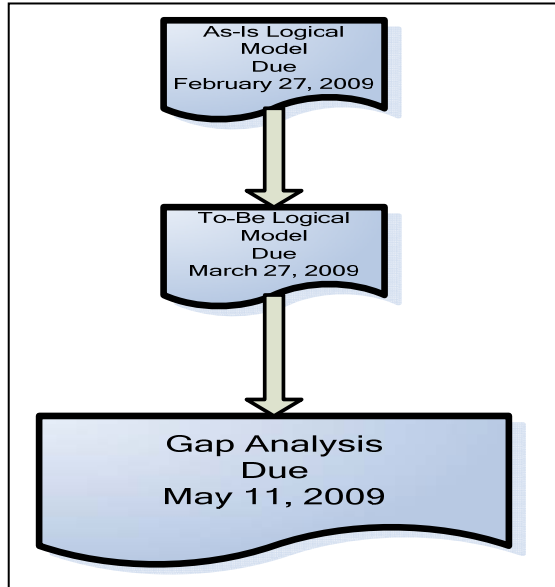 As-Is Logical
Model
Due
February 27, 2009
To-Be Logical
Model
Due
March 27, 2009
Gap Analysis
Due
May 11, 2009